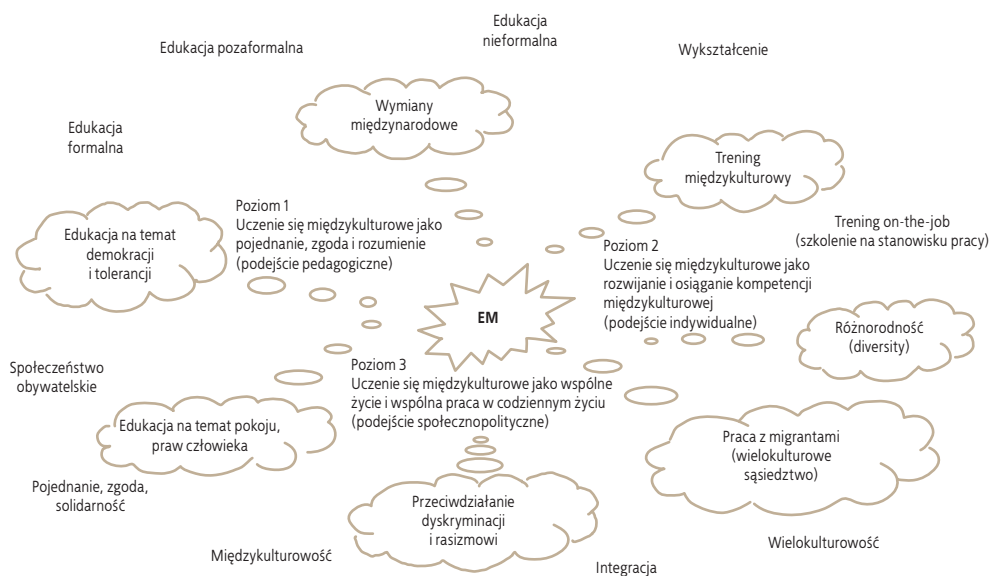 Edukacja
nieformalna
Edukacja pozaformalna
Wykształcenie
Wymiany
międzynarodowe
Edukacja
formalna
Trening
międzykulturowy
Poziom 1
Uczenie się międzykulturowe jako
pojednanie, zgoda i rozumienie
(podejście pedagogiczne)
Edukacja na temat
demokracji
i tolerancji
Trening on-the-job
(szkolenie na stanowisku pracy)
Poziom 2
Uczenie się międzykulturowe jako
rozwijanie i osiąganie kompetencji
międzykulturowej
(podejście indywidualne)
EM
Różnorodność
(diversity)
Społeczeństwo
obywatelskie
Poziom 3
Uczenie się międzykulturowe jako wspólne
życie i wspólna praca w codziennym życiu
(podejście społecznopolityczne)
Edukacja na temat pokoju,
praw człowieka
Praca z migrantami
(wielokulturowe
sąsiedztwo)
Pojednanie, zgoda,
solidarność
Przeciwdziałanie
dyskryminacji
i rasizmowi
Międzykulturowość
Wielokulturowość
Integracja